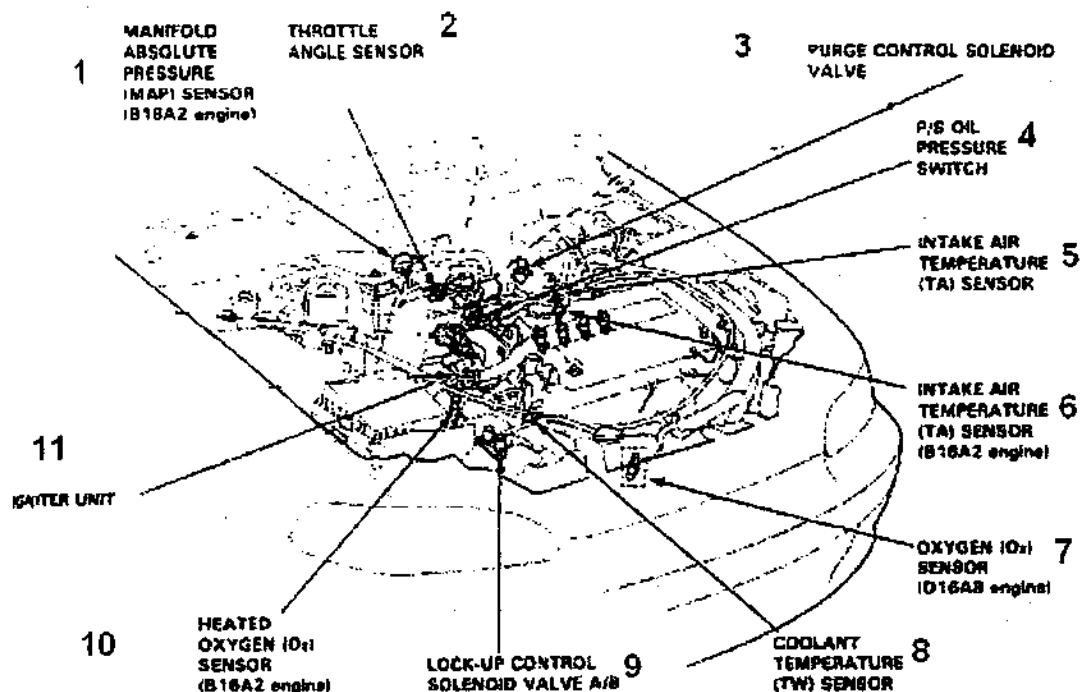 1
MANIFOLD
ABSOLUTE
PRESSURE
(MAP) SENSOR
(B16A2 engine)
2
THROTTLE
ANGLE SENSOR
3
PURGE CONTROL SOLENOID
VALVE
4
P/S OIL
PRESSURE
SWITCH
5
INTAKE AIR
TEMPERATURE
(TA) SENSOR
6
INTAKE AIR
TEMPERATURE
(TA) SENSOR
(B16A2 engine)
7
OXYGEN (O₂)
SENSOR
(D16A8 engine)
8
COOLANT
TEMPERATURE
(TW) SENSOR
9
LOCK-UP CONTROL
SOLENOID VALVE A/B
10
HEATED
OXYGEN (O₂)
SENSOR
(B16A2 engine)
11
IGNITER UNIT